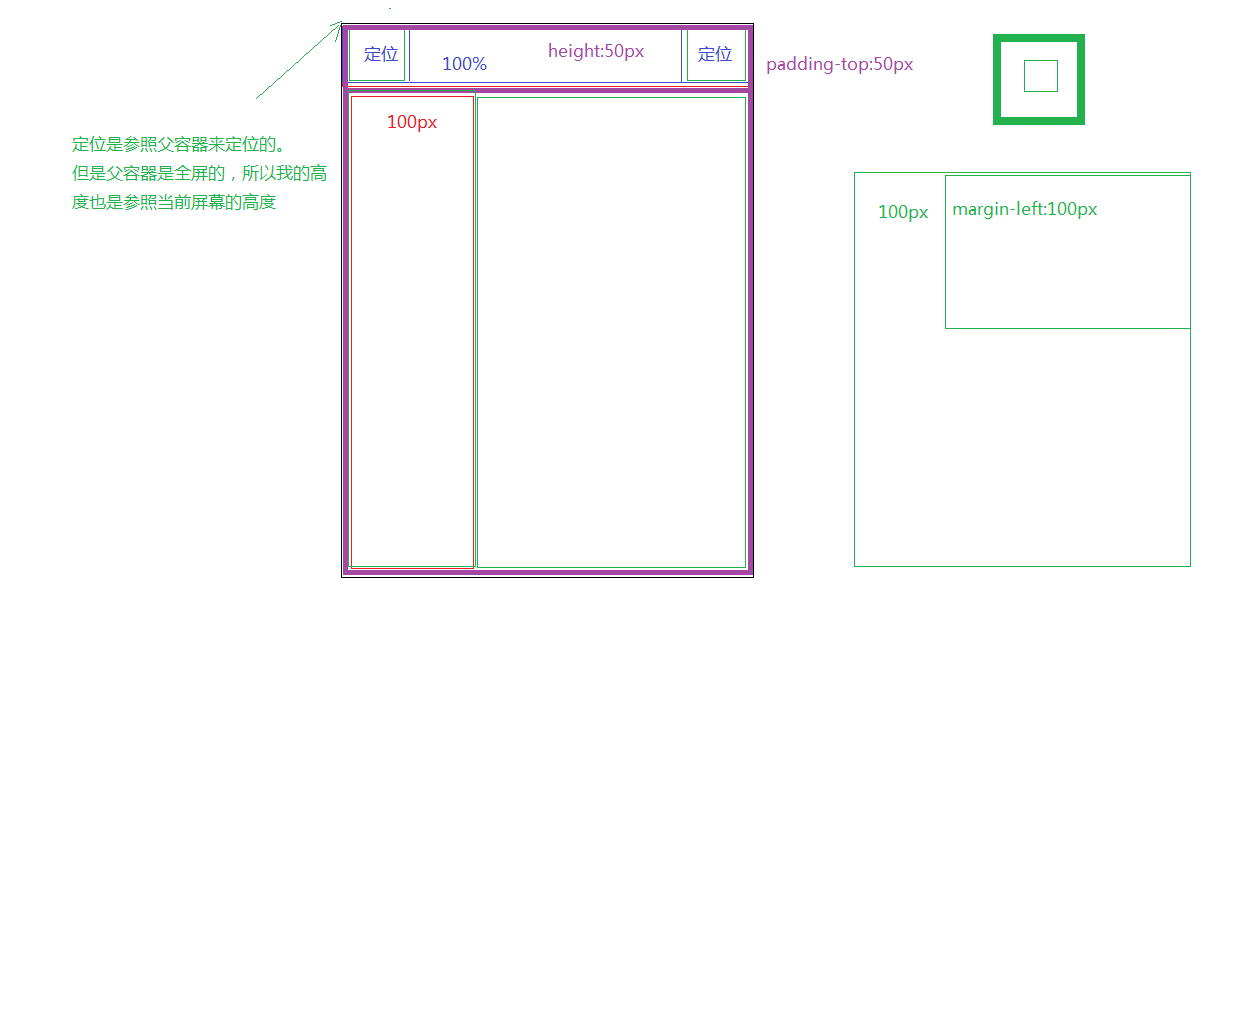 定位
100%
height:50px
定位
padding-top:50px
100px
定位是参照父容器来定位的。
但是父容器是全屏的，所以我的高
度也是参照当前屏幕的高度
100px
margin-left:100px